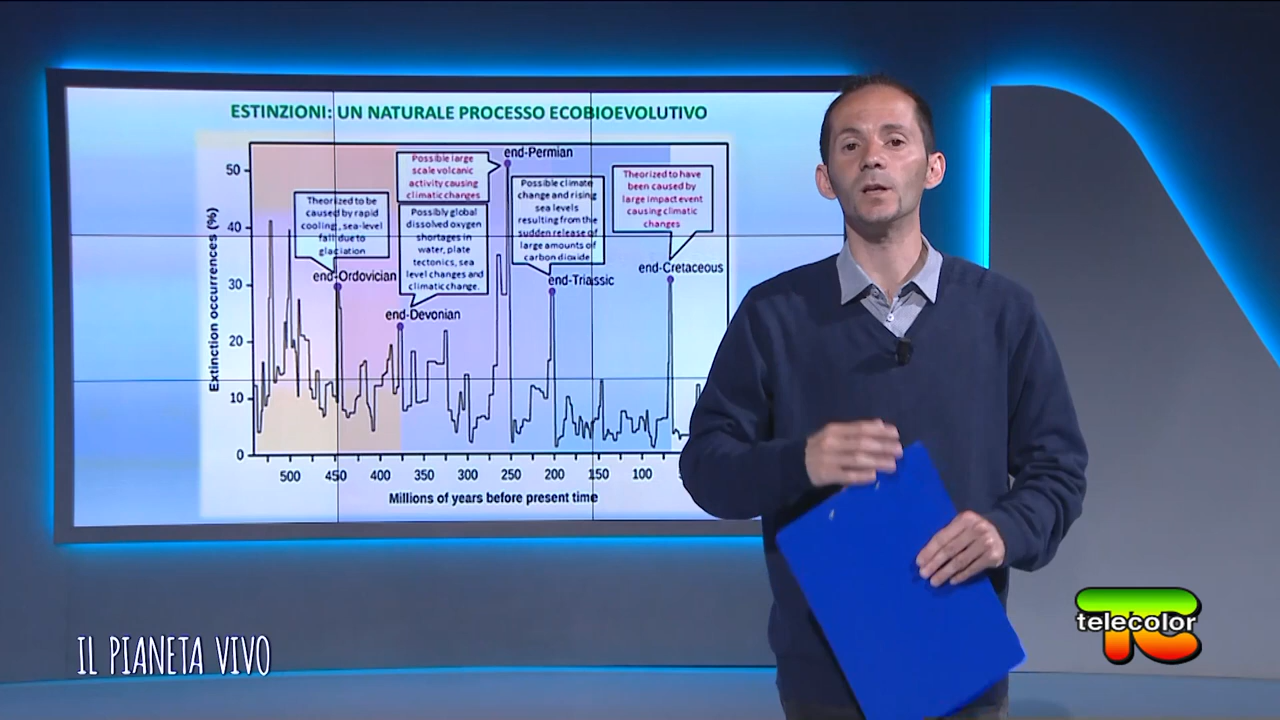 ESTINZIONI: UN NATURALE PROCESSO ECOBIOEVOLUTIVO
end-Permian
Possible large
scale volcanic
activity causing
climatic changes
Theorized to be
caused by rapid
cooling, sea-level
fall due to
glaciation
Possibly global
dissolved oxygen
shortages in
water, plate
tectonics, sea
level changes and
climatic change.
Possible climate
change and rising
sea levels
resulting from the
sudden release of
large amounts of
carbon dioxide
Theorized to have
been caused by
large impact event
causing climatic
changes
end-Ordovician
end-Devonian
end-Triassic
end-Cretaceous
Extinction occurrences (%)
50
40
30
20
10
0
500 450 400 350 300 250 200 150 100
Millions of years before present time
IL PIANETA VIVO
TC
telecolor